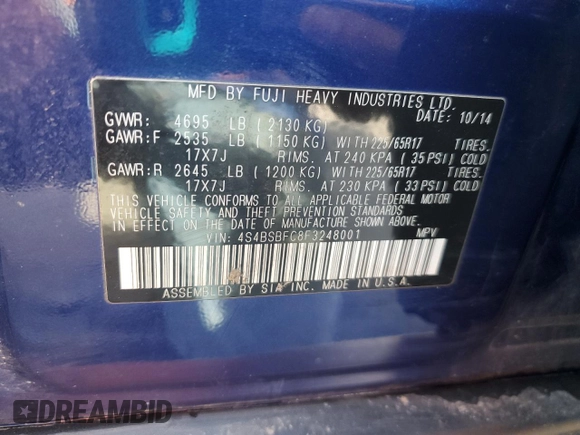 MFD BY FUJI HEAVY INDUSTRIES LTD.
DATE: 10/14
GVWR: 4695 LB ( 2130 KG)
GAWR:F 2535 LB ( 1150 KG) WITH 225/65R17 TIRES.
17X7J RIMS. AT 240 KPA ( 35 PSI) COLD
GAWR:R 2645 LB ( 1200 KG) WITH 225/65R17 TIRES.
17X7J RIMS. AT 230 KPA ( 33 PSI) COLD
THIS VEHICLE CONFORMS TO ALL APPLICABLE FEDERAL MOTOR
VEHICLE SAFETY AND THEFT PREVENTION STANDARDS
IN EFFECT ON THE DATE OF MANUFACTURE SHOWN ABOVE.
VIN: 4S4BSBFC8F3248001 MPV
ASSEMBLED BY SIA INC. MADE IN U.S.A.
DREAMBID